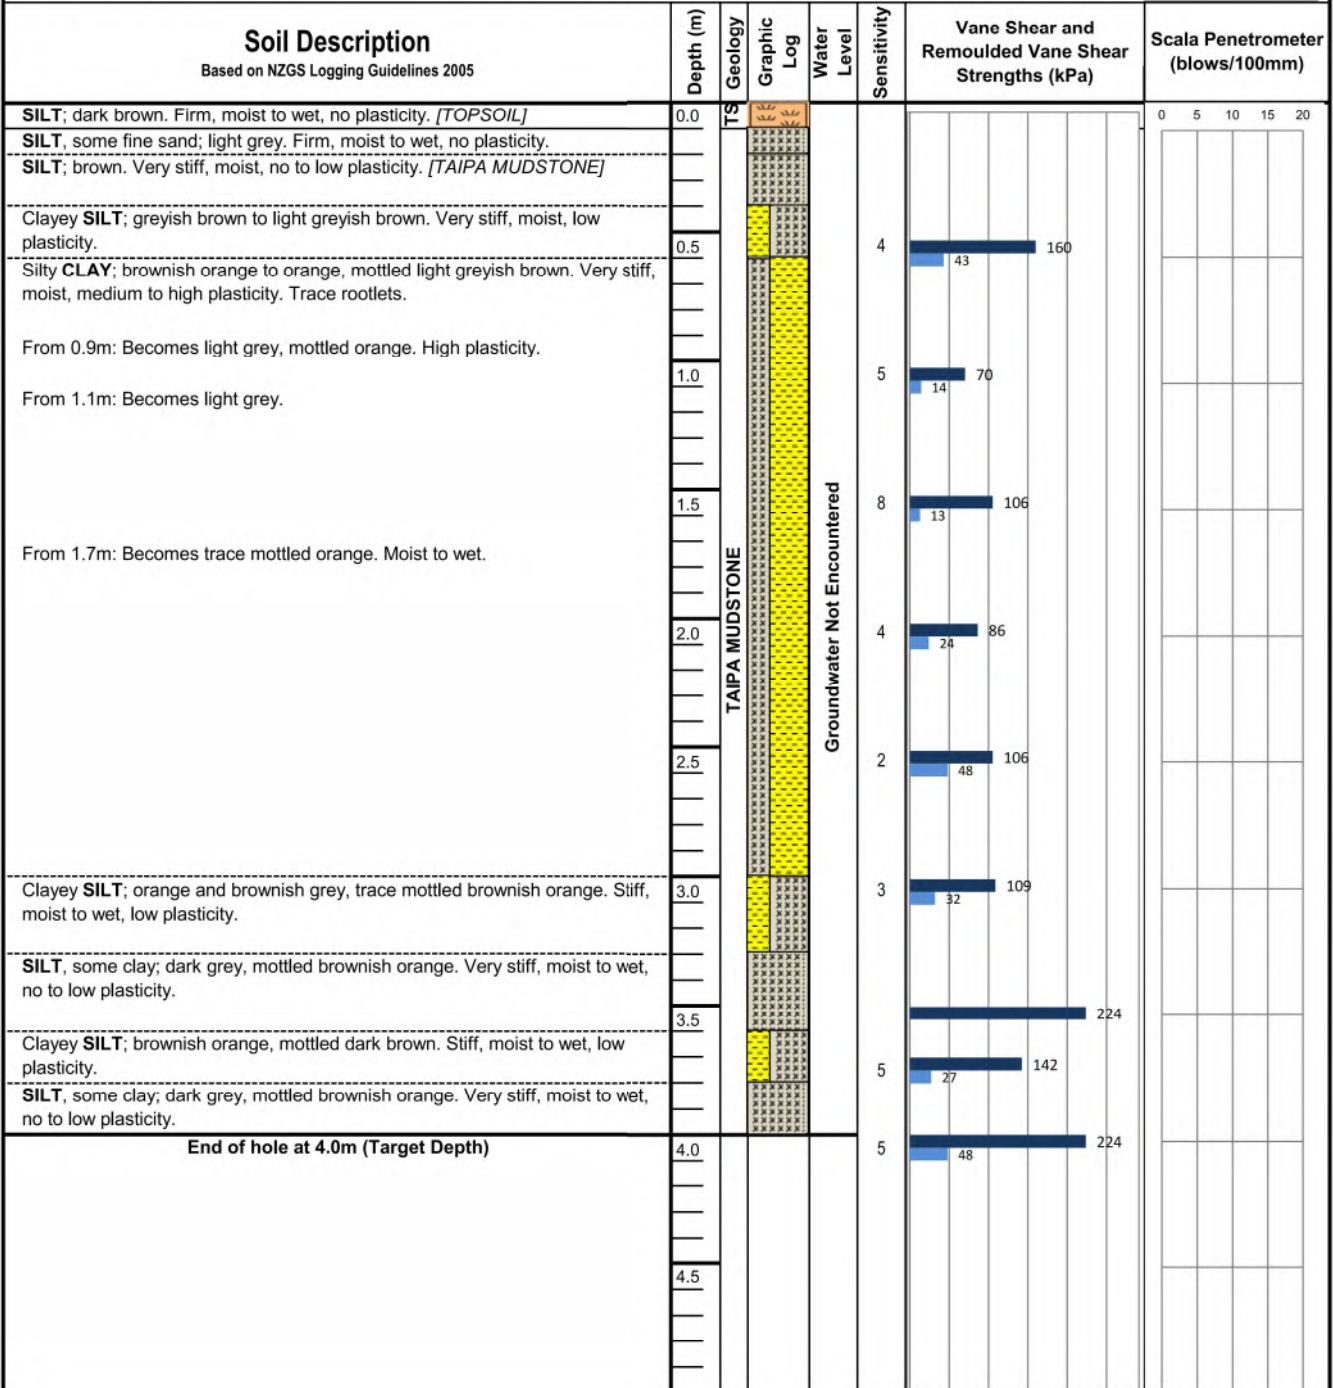 Soil Description
Based on NZGS Logging Guidelines 2005
Depth (m)
Geology
Graphic
Log
Water
Level
Sensitivity
Vane Shear and
Remoulded Vane Shear
Strengths (kPa)
Scala Penetrometer
(blows/100mm)
SILT; dark brown. Firm, moist to wet, no plasticity. [TOPSOIL]
0.0
TS
0 5 10 15 20
SILT, some fine sand; light grey. Firm, moist to wet, no plasticity.
SILT; brown. Very stiff, moist, no to low plasticity. [TAIPA MUDSTONE]
Clayey SILT; greyish brown to light greyish brown. Very stiff, moist, low
plasticity.
0.5
4
160
43
Silty CLAY; brownish orange to orange, mottled light greyish brown. Very stiff,
moist, medium to high plasticity. Trace rootlets.
From 0.9m: Becomes light grey, mottled orange. High plasticity.
1.0
5
70
14
From 1.1m: Becomes light grey.
1.5
8
106
13
From 1.7m: Becomes trace mottled orange. Moist to wet.
TAIPA MUDSTONE
Groundwater Not Encountered
2.0
4
86
24
2.5
2
106
48
Clayey SILT; orange and brownish grey, trace mottled brownish orange. Stiff,
moist to wet, low plasticity.
3.0
3
109
32
SILT, some clay; dark grey, mottled brownish orange. Very stiff, moist to wet,
no to low plasticity.
3.5
224
Clayey SILT; brownish orange, mottled dark brown. Stiff, moist to wet, low
plasticity.
5
142
27
SILT, some clay; dark grey, mottled brownish orange. Very stiff, moist to wet,
no to low plasticity.
End of hole at 4.0m (Target Depth)
4.0
5
224
48
4.5